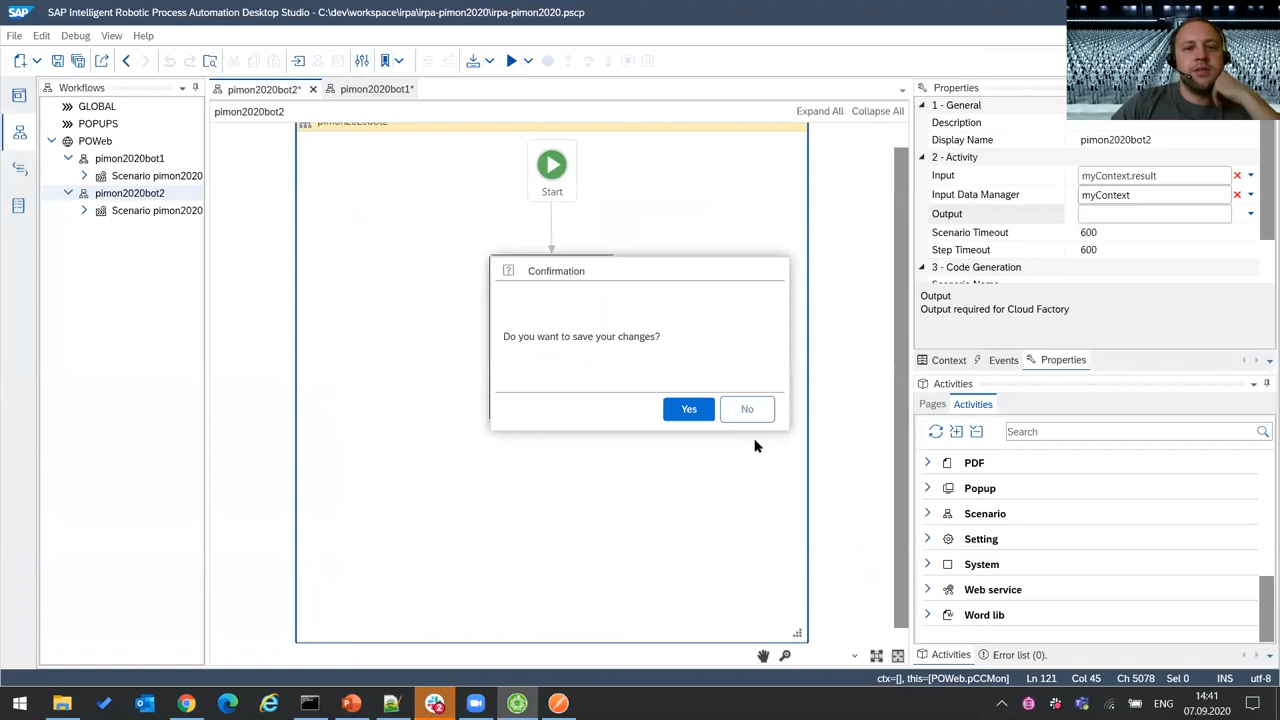 SAP SAP Intelligent Robotic Process Automation Desktop Studio - C:\dev\workspace\irpa\irpa-pimon2020\irpa-pimon2020.pscp
File Edit Debug View Help
Workflows
GLOBAL
POPUPS
POWeb
pimon2020bot1
Scenario pimon2020
pimon2020bot2
Scenario pimon2020
pimon2020bot2* pimon2020bot1*
pimon2020bot2 Expand All Collapse All
Start
Confirmation
Do you want to save your changes?
Yes No
Properties
1 - General
Description
Display Name pimon2020bot2
2 - Activity
Input myContext.result
Input Data Manager myContext
Output
Scenario Timeout 600
Step Timeout 600
3 - Code Generation
Output
Output required for Cloud Factory
Context Events Properties
Activities
Pages Activities
Search
PDF
Popup
Scenario
Setting
System
Web service
Word lib
Activities Error list (0).
ctx=[], this=[POWeb.pCCMon] Ln 121 Col 45 Ch 5078 Sel 0 INS utf-8
ENG
14:41
07.09.2020